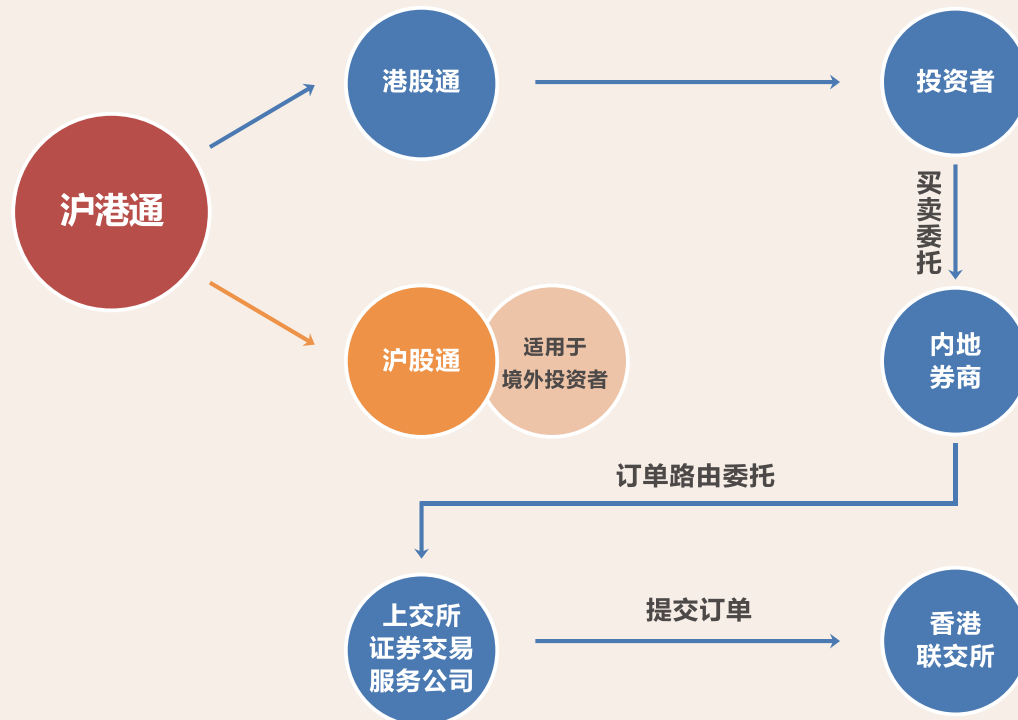 港股通
投资者
沪港通
买卖委托
沪股通
适用于
境外投资者
内地
券商
订单路由委托
上交所
证券交易
服务公司
提交订单
香港
联交所